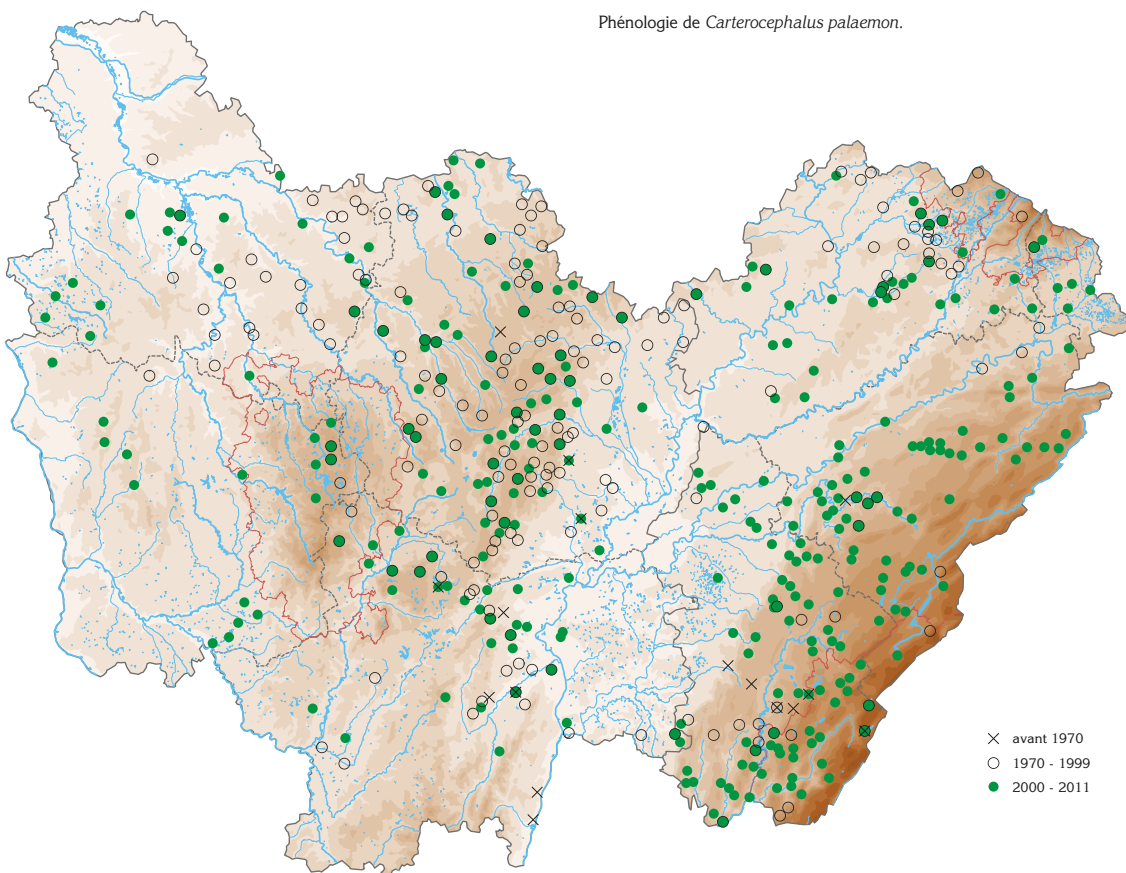 Phénologie de Carterocephalus palaemon.
avant 1970
1970 - 1999
2000 - 2011